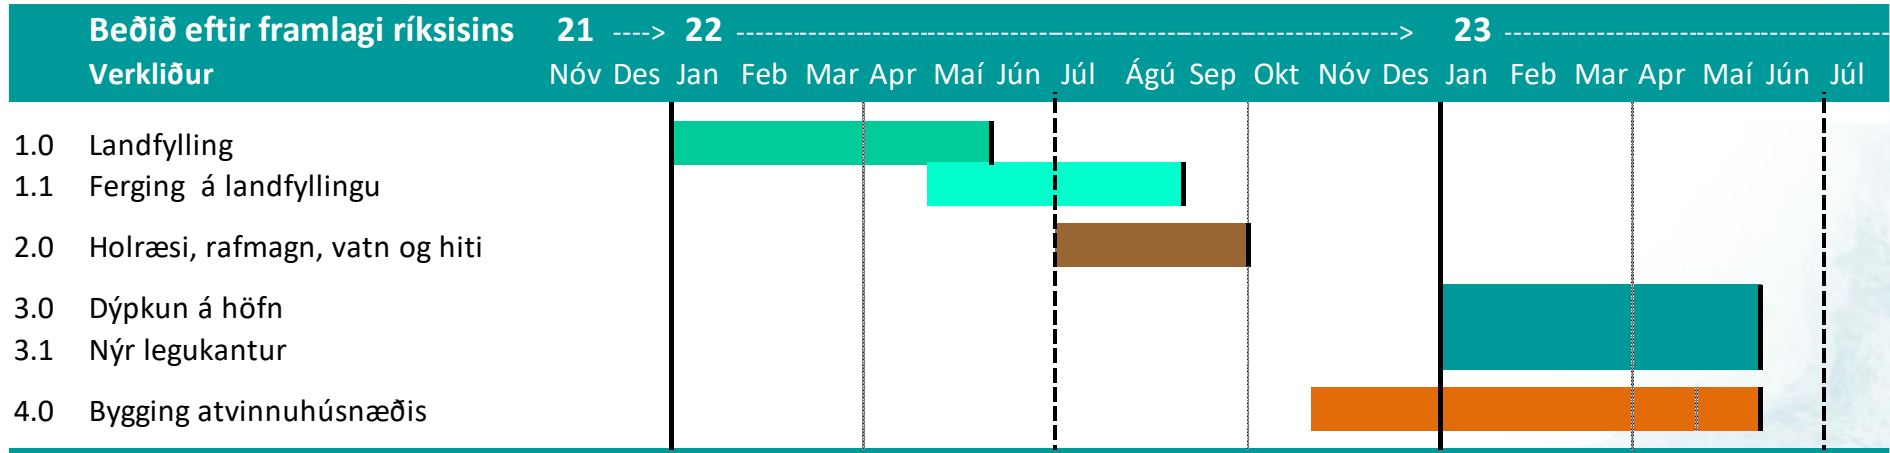 Beðið eftir framlagi ríksisins 21 ----> 22 -----------------------------------------------------------------> 23 ----------------------------------------
Verkliður Nóv Des Jan Feb Mar Apr Maí Jún Júl Ágú Sep Okt Nóv Des Jan Feb Mar Apr Maí Jún Júl
1.0 Landfylling
1.1 Ferging á landfyllingu
2.0 Holræsi, rafmagn, vatn og hiti
3.0 Dýpkun á höfn
3.1 Nýr legukantur
4.0 Bygging atvinnuhúsnæðis